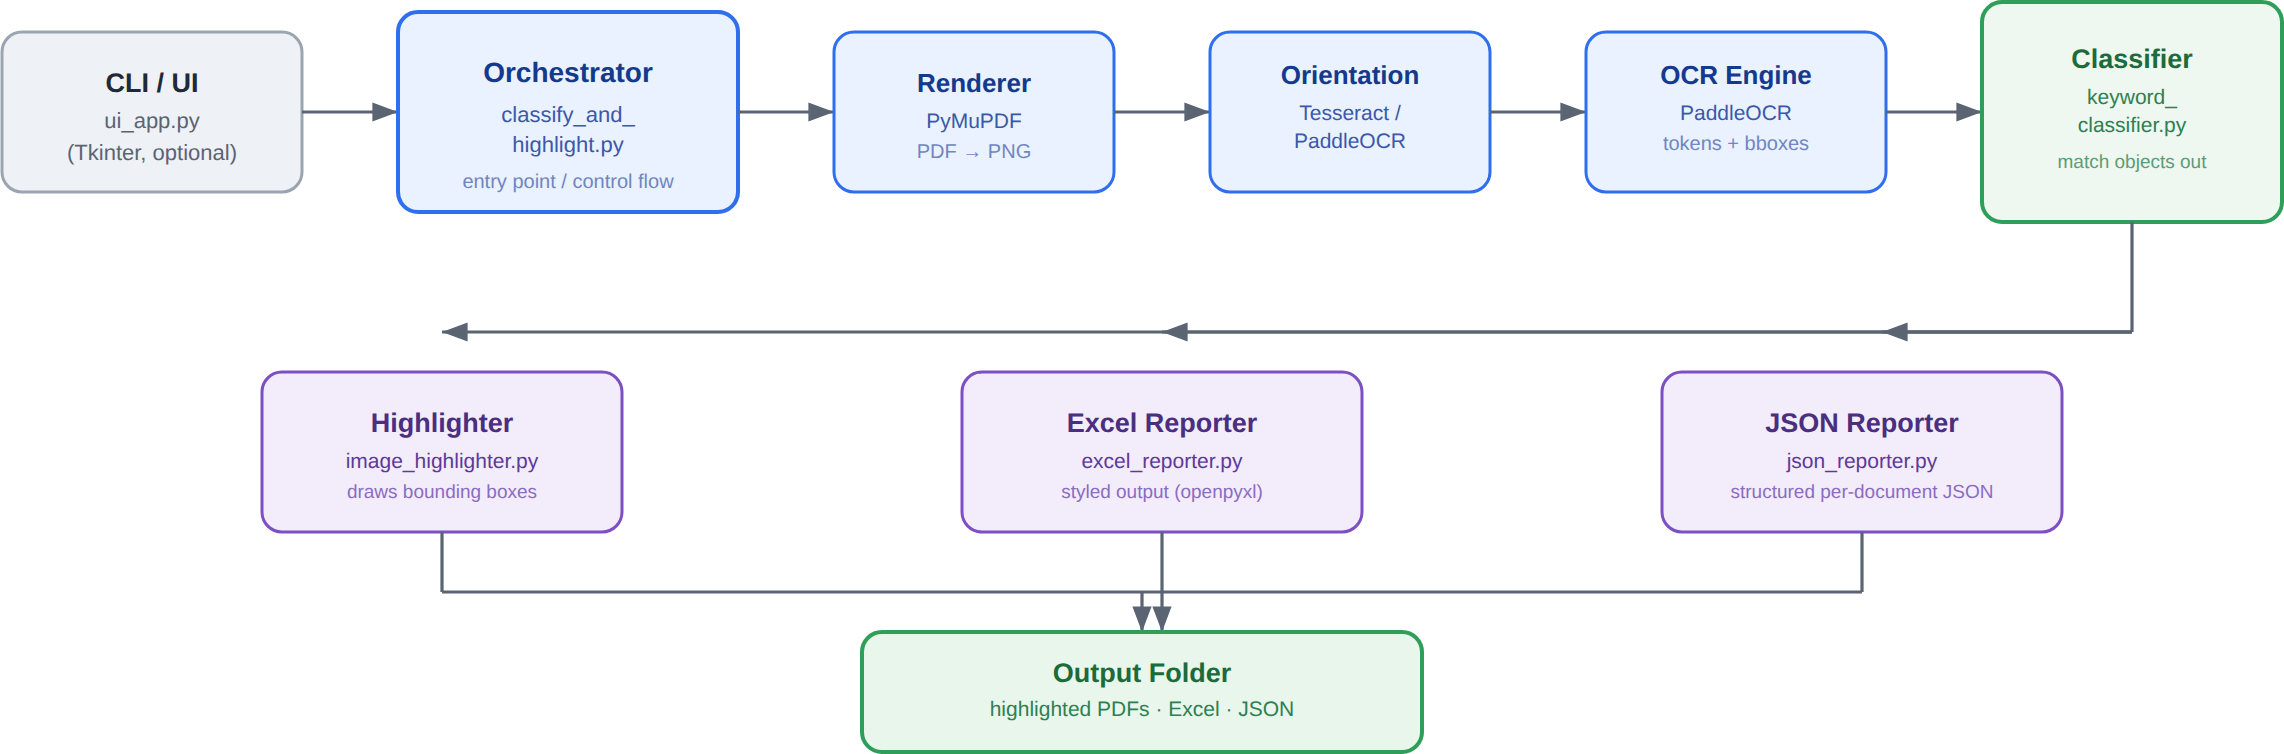 CLI / UI
ui_app.py
(Tkinter, optional)
Orchestrator
classify_and_
highlight.py
entry point / control flow
Renderer
PyMuPDF
PDF → PNG
Orientation
Tesseract /
PaddleOCR
OCR Engine
PaddleOCR
tokens + bboxes
Classifier
keyword_
classifier.py
match objects out
Highlighter
image_highlighter.py
draws bounding boxes
Excel Reporter
excel_reporter.py
styled output (openpyxl)
JSON Reporter
json_reporter.py
structured per-document JSON
Output Folder
highlighted PDFs · Excel · JSON